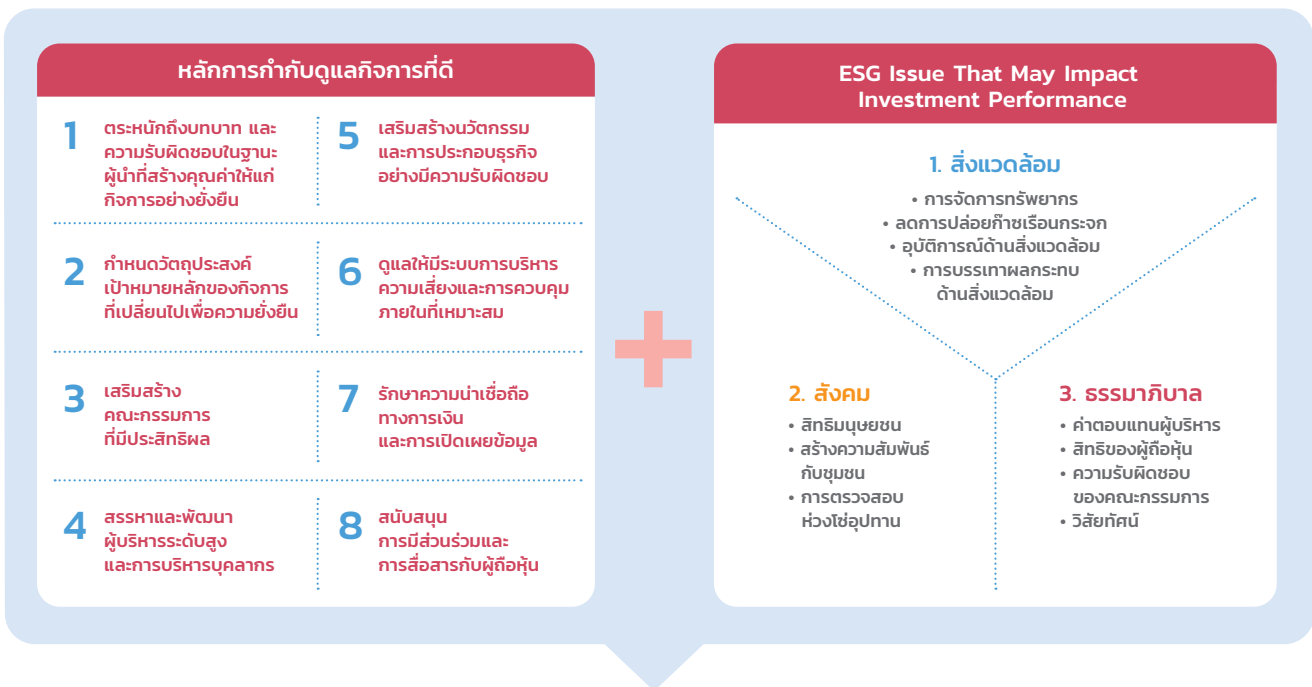 หลักการกำกับดูแลกิจการที่ดี
1 ตระหนักถึงบทบาท และ
ความรับผิดชอบในฐานะ
ผู้นำที่สร้างคุณค่าให้แก่
กิจการอย่างยั่งยืน
2 กำหนดวัตถุประสงค์
เป้าหมายหลักของกิจการ
ที่เปลี่ยนไปเพื่อความยั่งยืน
3 เสริมสร้าง
คณะกรรมการ
ที่มีประสิทธิผล
4 สรรหาและพัฒนา
ผู้บริหารระดับสูง
และการบริหารบุคลากร
5 เสริมสร้างนวัตกรรม
และการประกอบธุรกิจ
อย่างมีความรับผิดชอบ
6 ดูแลให้มีระบบการบริหาร
ความเสี่ยงและการควบคุม
ภายในที่เหมาะสม
7 รักษาความน่าเชื่อถือ
ทางการเงิน
และการเปิดเผยข้อมูล
8 สนับสนุน
การมีส่วนร่วมและ
การสื่อสารกับผู้ถือหุ้น
ESG Issue That May Impact
Investment Performance
1. สิ่งแวดล้อม
• การจัดการทรัพยากร
• ลดการปล่อยก๊าซเรือนกระจก
• อุบัติการณ์ด้านสิ่งแวดล้อม
• การบรรเทาผลกระทบ
ด้านสิ่งแวดล้อม
2. สังคม
• สิทธิมนุษยชน
• สร้างความสัมพันธ์
กับชุมชน
• การตรวจสอบ
ห่วงโซ่อุปทาน
3. ธรรมาภิบาล
• ค่าตอบแทนผู้บริหาร
• สิทธิของผู้ถือหุ้น
• ความรับผิดชอบ
ของคณะกรรมการ
• วิสัยทัศน์